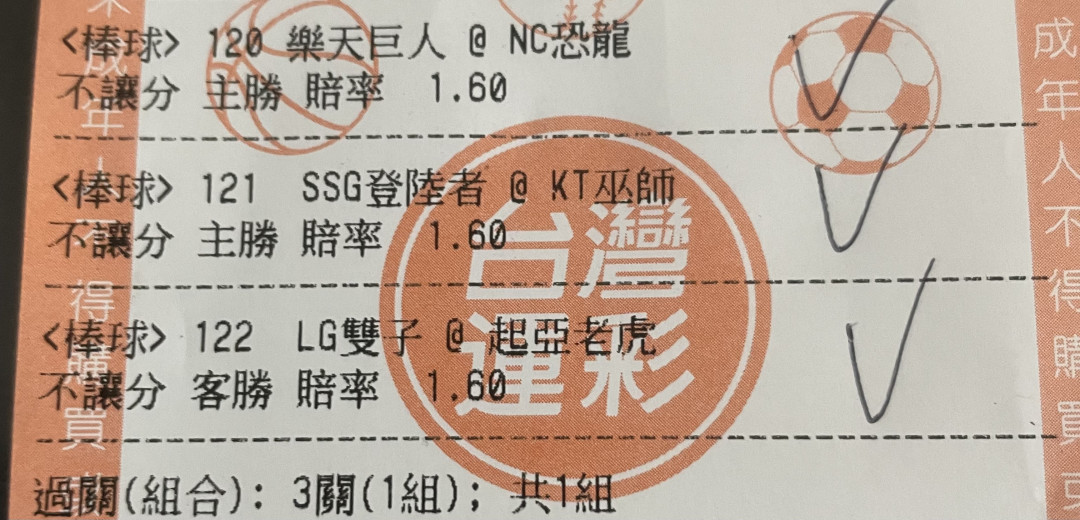 <棒球> 120 樂天巨人 @ NC恐龍
不讓分 主勝 賠率 1.60
<棒球> 121 SSG登陸者 @ KT巫師
不讓分 主勝 賠率 1.60
<棒球> 122 LG雙子 @ 起亞老虎
不讓分 客勝 賠率 1.60
過關(組合): 3關(1組); 共1組
台灣
運彩
成年人不得購買